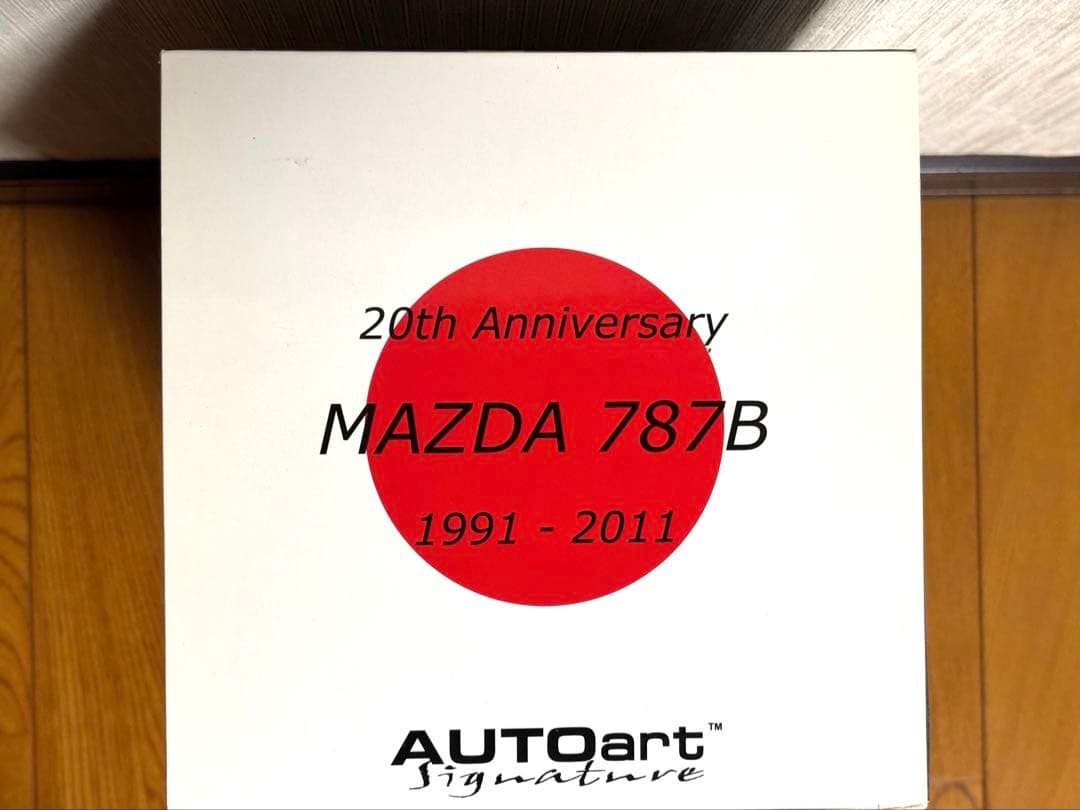 20th Anniversary
MAZDA 787B
1991 - 2011
AUTOart™
Signature